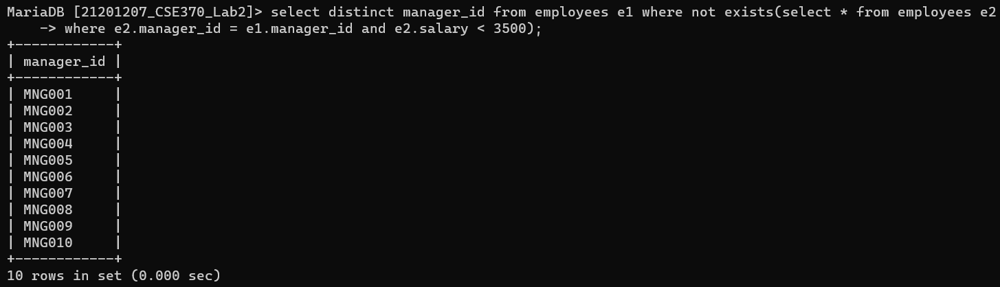 MariaDB [21201207_CSE370_Lab2]> select distinct manager_id from employees e1 where not exists(select * from employees e2
    -> where e2.manager_id = e1.manager_id and e2.salary < 3500);
+------------+
| manager_id |
+------------+
| MNG001     |
| MNG002     |
| MNG003     |
| MNG004     |
| MNG005     |
| MNG006     |
| MNG007     |
| MNG008     |
| MNG009     |
| MNG010     |
+------------+
10 rows in set (0.000 sec)